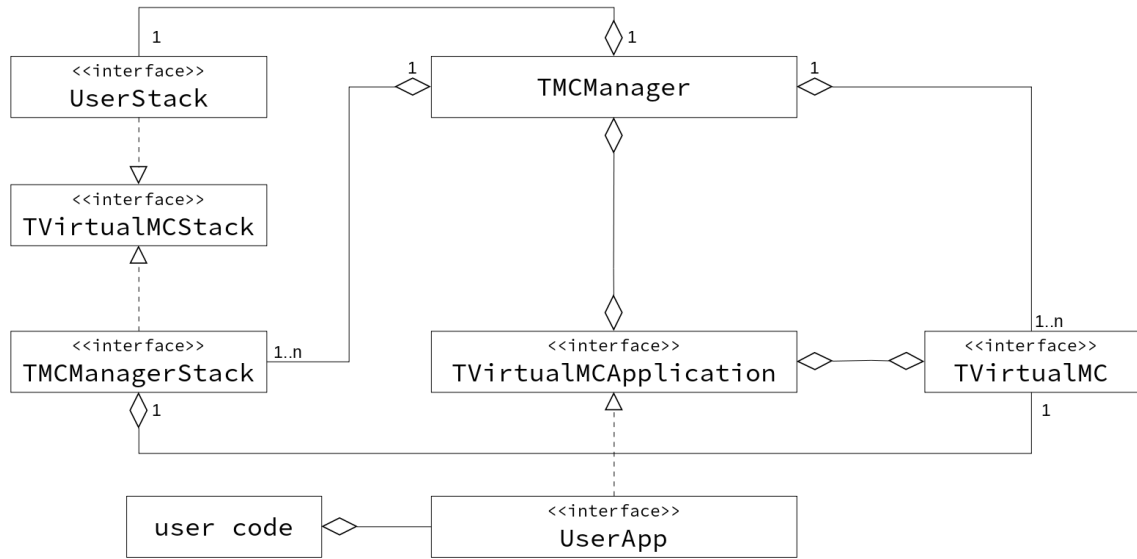 1
1
<<interface>>
UserStack
1
TMCManager
1
<<interface>>
TVirtualMCStack
<<interface>>
TMCManagerStack
1..n
<<interface>>
TVirtualMCApplication
1..n
<<interface>>
TVirtualMC
1
1
user code
<<interface>>
UserApp